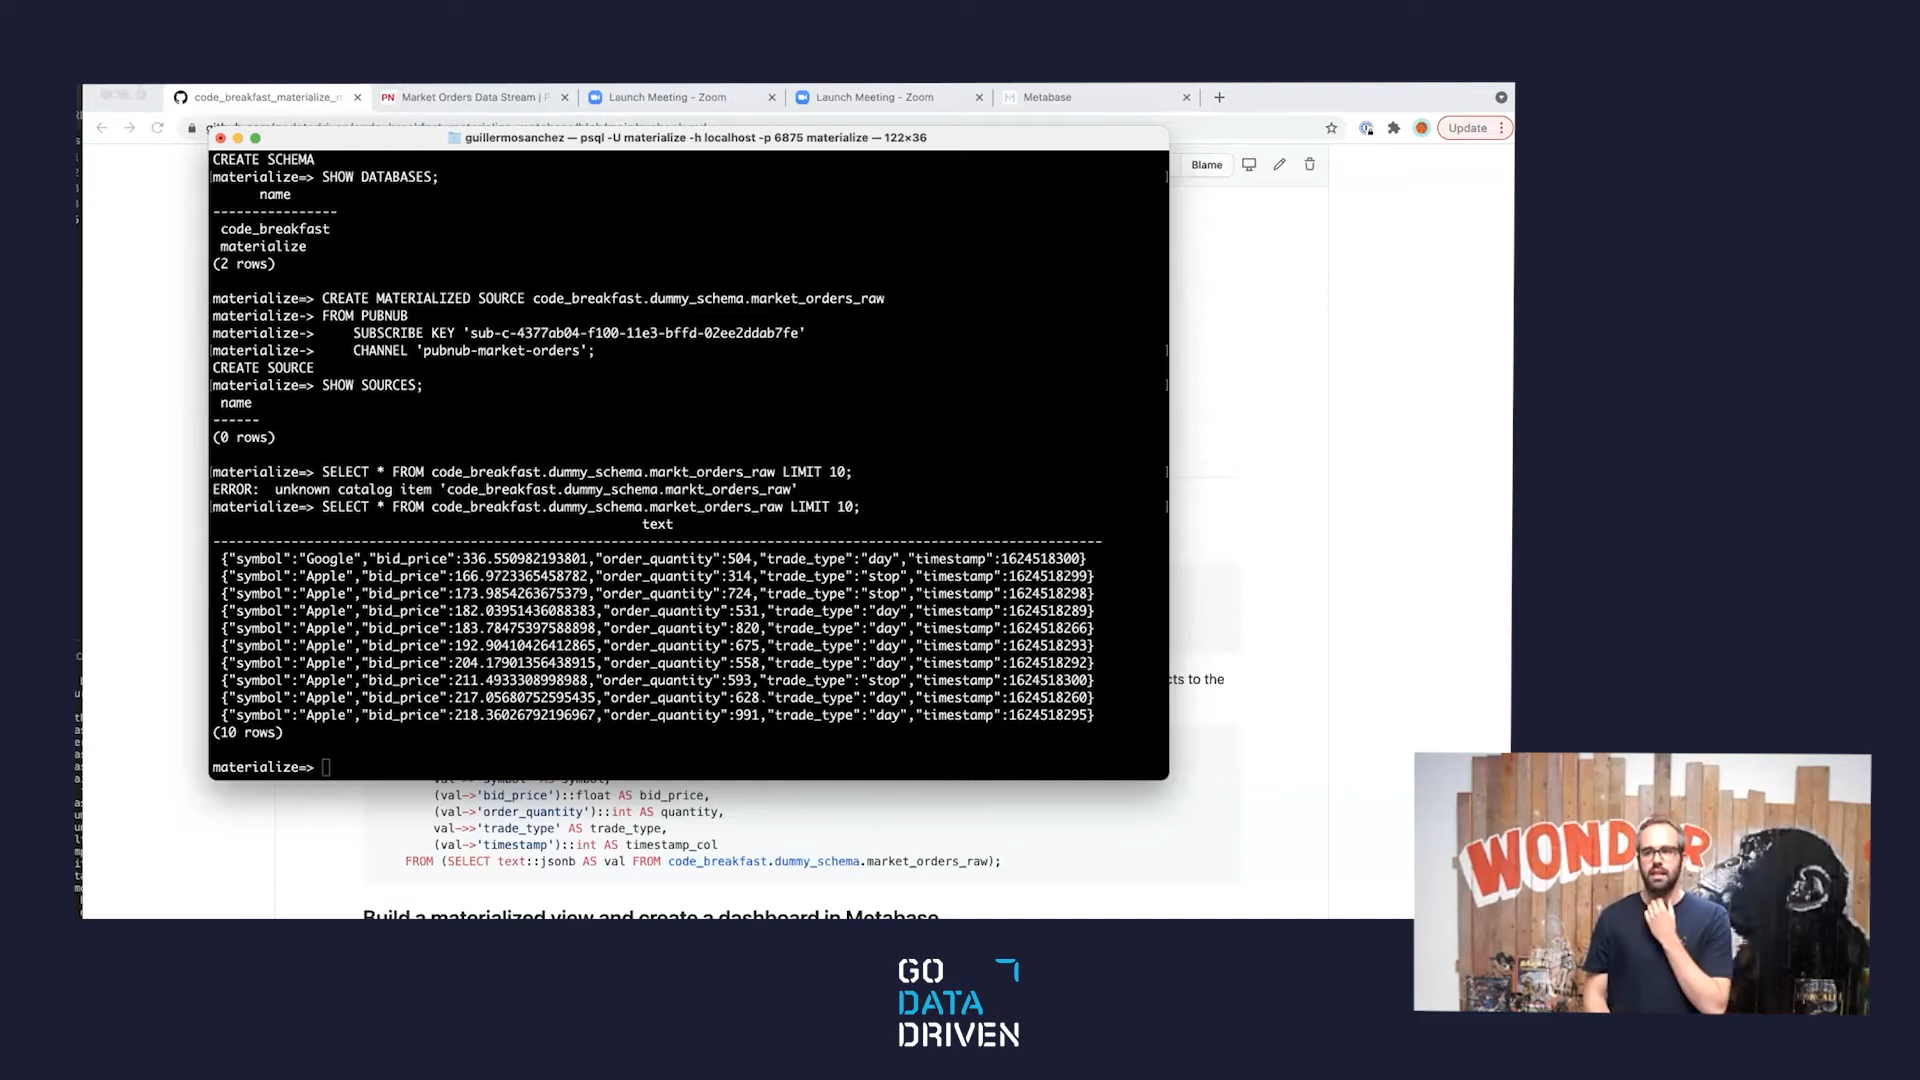 code_breakfast_materialize_n
Market Orders Data Stream | P
Launch Meeting - Zoom
Launch Meeting - Zoom
Metabase
Update
guillermosanchez — psql -U materialize -h localhost -p 6875 materialize — 122×36
Blame
CREATE SCHEMA
materialize=> SHOW DATABASES;
name
-----------------
code_breakfast
materialize
(2 rows)
materialize=> CREATE MATERIALIZED SOURCE code_breakfast.dummy_schema.market_orders_raw
materialize-> FROM PUBNUB
materialize-> SUBSCRIBE KEY 'sub-c-4377ab04-f100-11e3-bffd-02ee2ddab7fe'
materialize-> CHANNEL 'pubnub-market-orders';
CREATE SOURCE
materialize=> SHOW SOURCES;
name
------
(0 rows)
materialize=> SELECT * FROM code_breakfast.dummy_schema.markt_orders_raw LIMIT 10;
ERROR: unknown catalog item 'code_breakfast.dummy_schema.markt_orders_raw'
materialize=> SELECT * FROM code_breakfast.dummy_schema.market_orders_raw LIMIT 10;
text
{"symbol":"Google","bid_price":336.550982193801,"order_quantity":504,"trade_type":"day","timestamp":1624518300}
{"symbol":"Apple","bid_price":166.9723365458782,"order_quantity":314,"trade_type":"stop","timestamp":1624518299}
{"symbol":"Apple","bid_price":173.9854263675379,"order_quantity":724,"trade_type":"stop","timestamp":1624518298}
{"symbol":"Apple","bid_price":182.03951436088383,"order_quantity":531,"trade_type":"day","timestamp":1624518289}
{"symbol":"Apple","bid_price":183.78475397588898,"order_quantity":820,"trade_type":"day","timestamp":1624518266}
{"symbol":"Apple","bid_price":192.90410426412865,"order_quantity":675,"trade_type":"day","timestamp":1624518293}
{"symbol":"Apple","bid_price":204.17901356438915,"order_quantity":558,"trade_type":"day","timestamp":1624518292}
{"symbol":"Apple","bid_price":211.4933308998988,"order_quantity":593,"trade_type":"stop","timestamp":1624518300}
{"symbol":"Apple","bid_price":217.05680752595435,"order_quantity":628,"trade_type":"day","timestamp":1624518260}
{"symbol":"Apple","bid_price":218.36026792196967,"order_quantity":991,"trade_type":"day","timestamp":1624518295}
(10 rows)
materialize=>
cts to the
(val->'bid_price')::float AS bid_price,
(val->'order_quantity')::int AS quantity,
val->>'trade_type' AS trade_type,
(val->'timestamp')::int AS timestamp_col
FROM (SELECT text::jsonb AS val FROM code_breakfast.dummy_schema.market_orders_raw);
Build a materialized view and create a dashboard in Metabase
WONDER
GO
DATA
DRIVEN